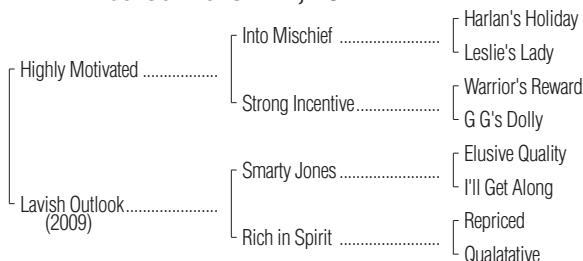 Harlan's Holiday
Into Mischief ......................
Leslie's Lady
Highly Motivated .................
Warrior's Reward
Strong Incentive...................
G G's Dolly
Elusive Quality
Smarty Jones ......................
I'll Get Along
Lavish Outlook.....................
(2009)
Repriced
Rich in Spirit ......................
Qualatative